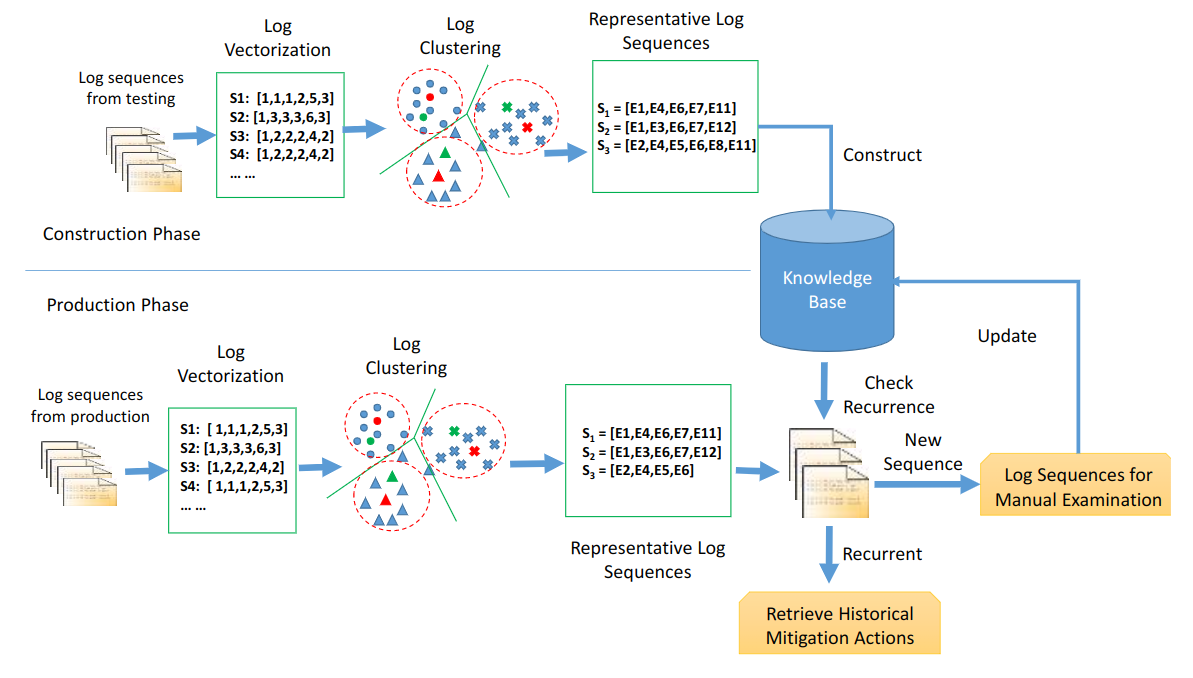 Log
Vectorization
Log
Clustering
Representative Log
Sequences
Log sequences
from testing
S1: [1,1,1,2,5,3]
S2: [1,3,3,3,6,3]
S3: [1,2,2,2,4,2]
S4: [1,2,2,2,4,2]
... ...
S1 = [E1,E4,E6,E7,E11]
S2 = [E1,E3,E6,E7,E12]
S3 = [E2,E4,E5,E6,E8,E11]
Construct
Construction Phase
Knowledge
Base
Production Phase
Update
Log
Vectorization
Log
Clustering
Check
Recurrence
Log sequences
from production
S1: [ 1,1,1,2,5,3]
S2: [1,3,3,3,6,3]
S3: [1,2,2,2,4,2]
S4: [ 1,1,1,2,5,3]
... ...
S1 = [E1,E4,E6,E7,E11]
S2 = [E1,E3,E6,E7,E12]
S3 = [E2,E4,E5,E6]
New
Sequence
Log Sequences for
Manual Examination
Representative Log
Sequences
Recurrent
Retrieve Historical
Mitigation Actions